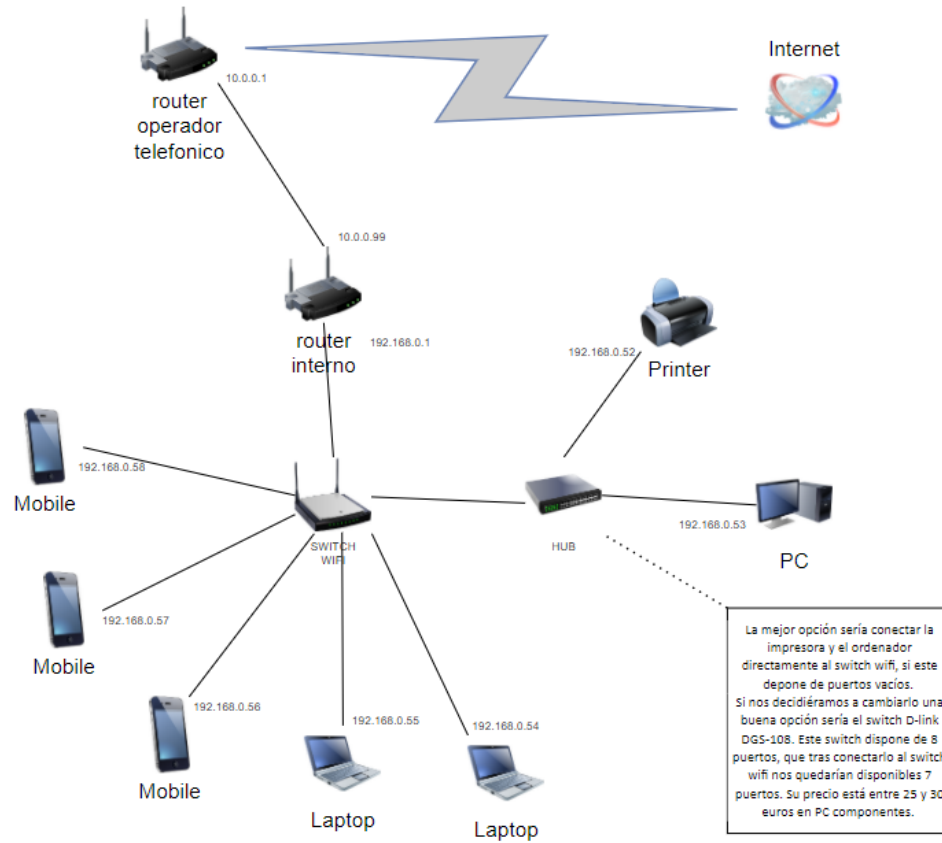 Internet
10.0.0.1
router
operador
telefonico
10.0.0.99
router
interno
192.168.0.1
192.168.0.52
Printer
192.168.0.58
Mobile
SWITCH
WIFI
HUB
192.168.0.53
PC
192.168.0.57
Mobile
192.168.0.56
Mobile
192.168.0.55
Laptop
192.168.0.54
Laptop
La mejor opción sería conectar la
impresora y el ordenador
directamente al switch wifi, si este
depone de puertos vacíos.
Si nos decidiéramos a cambiarlo una
buena opción sería el switch D-link
DGS-108. Este switch dispone de 8
puertos, que tras conectarlo al switch
wifi nos quedarían disponibles 7
puertos. Su precio está entre 25 y 30
euros en PC componentes.